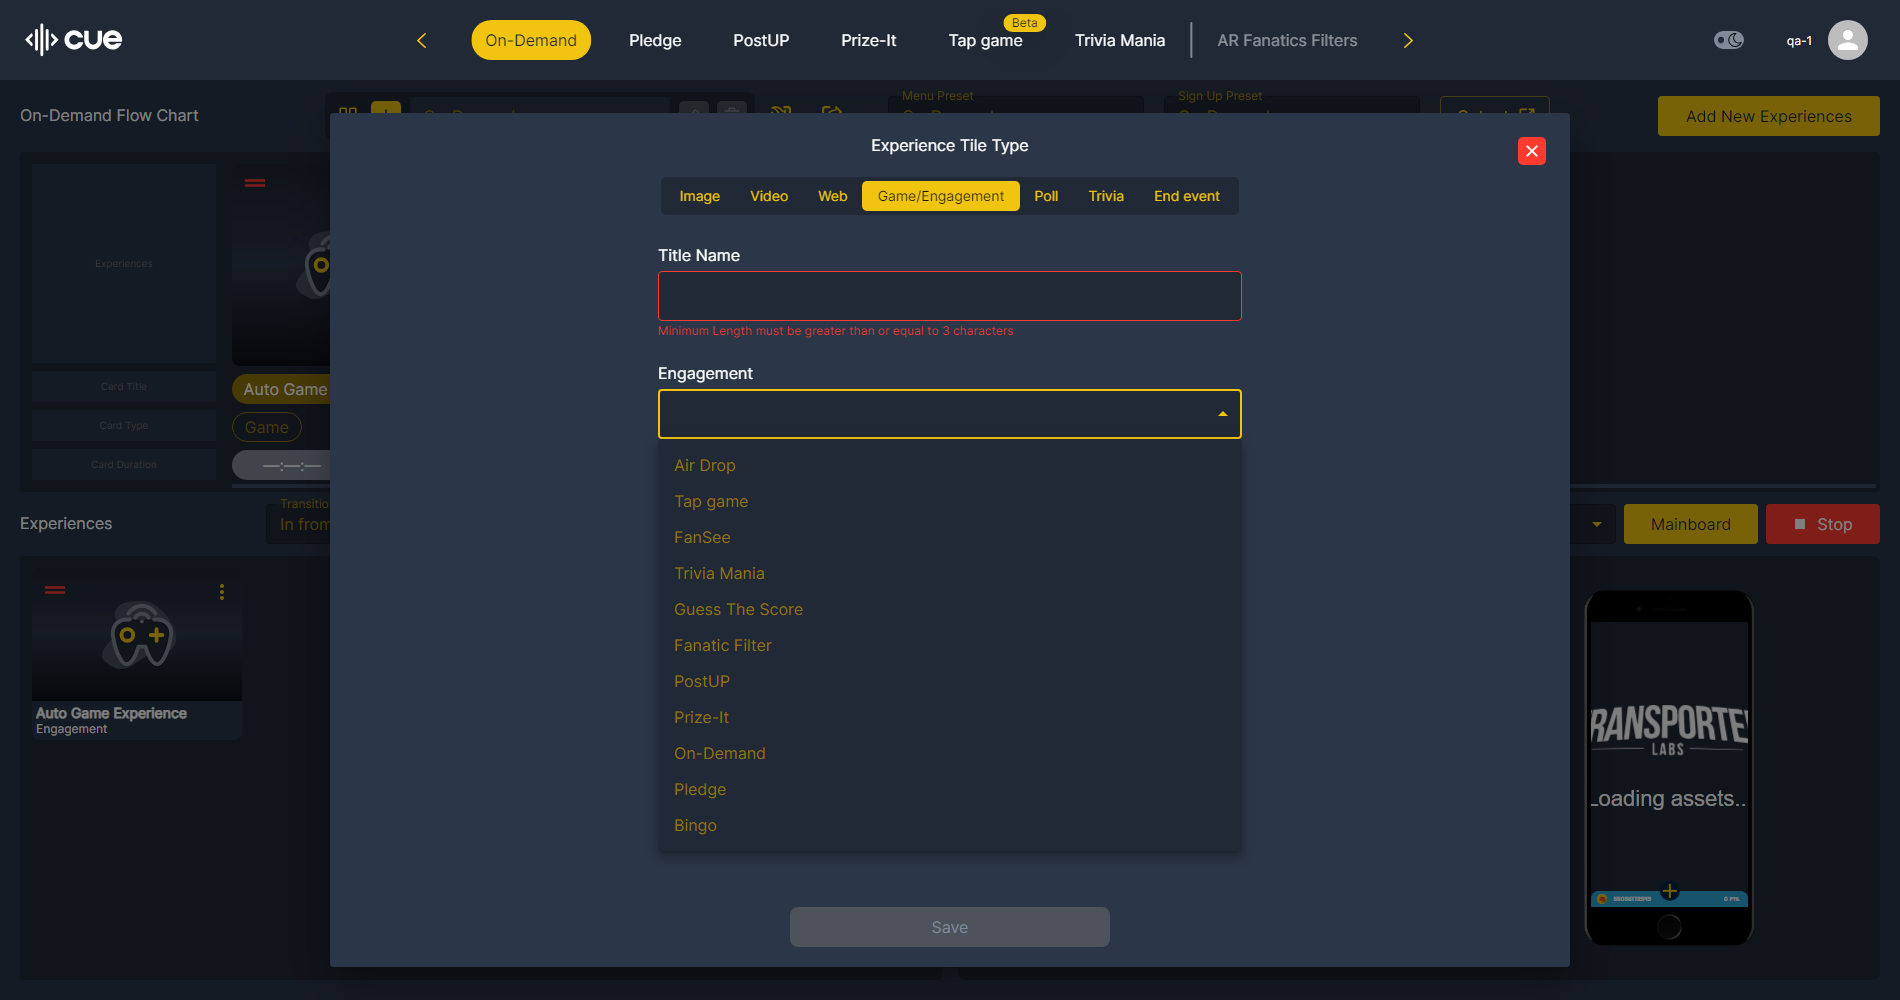 cue
On-Demand
Pledge
PostUP
Prize-It
Tap game
Beta
Trivia Mania
AR Fanatics Filters
qa-1
On-Demand Flow Chart
Menu Preset
Sign Up Preset
Add New Experiences
Experience Tile Type
Image
Video
Web
Game/Engagement
Poll
Trivia
End event
Title Name
Minimum Length must be greater than or equal to 3 characters
Engagement
Air Drop
Tap game
FanSee
Trivia Mania
Guess The Score
Fanatic Filter
PostUP
Prize-It
On-Demand
Pledge
Bingo
Save
Experiences
Card Title
Card Type
Card Duration
Auto Game
Game
—:—:—
Experiences
In from
Mainboard
Stop
Auto Game Experience
Engagement
LABS
Loading assets..